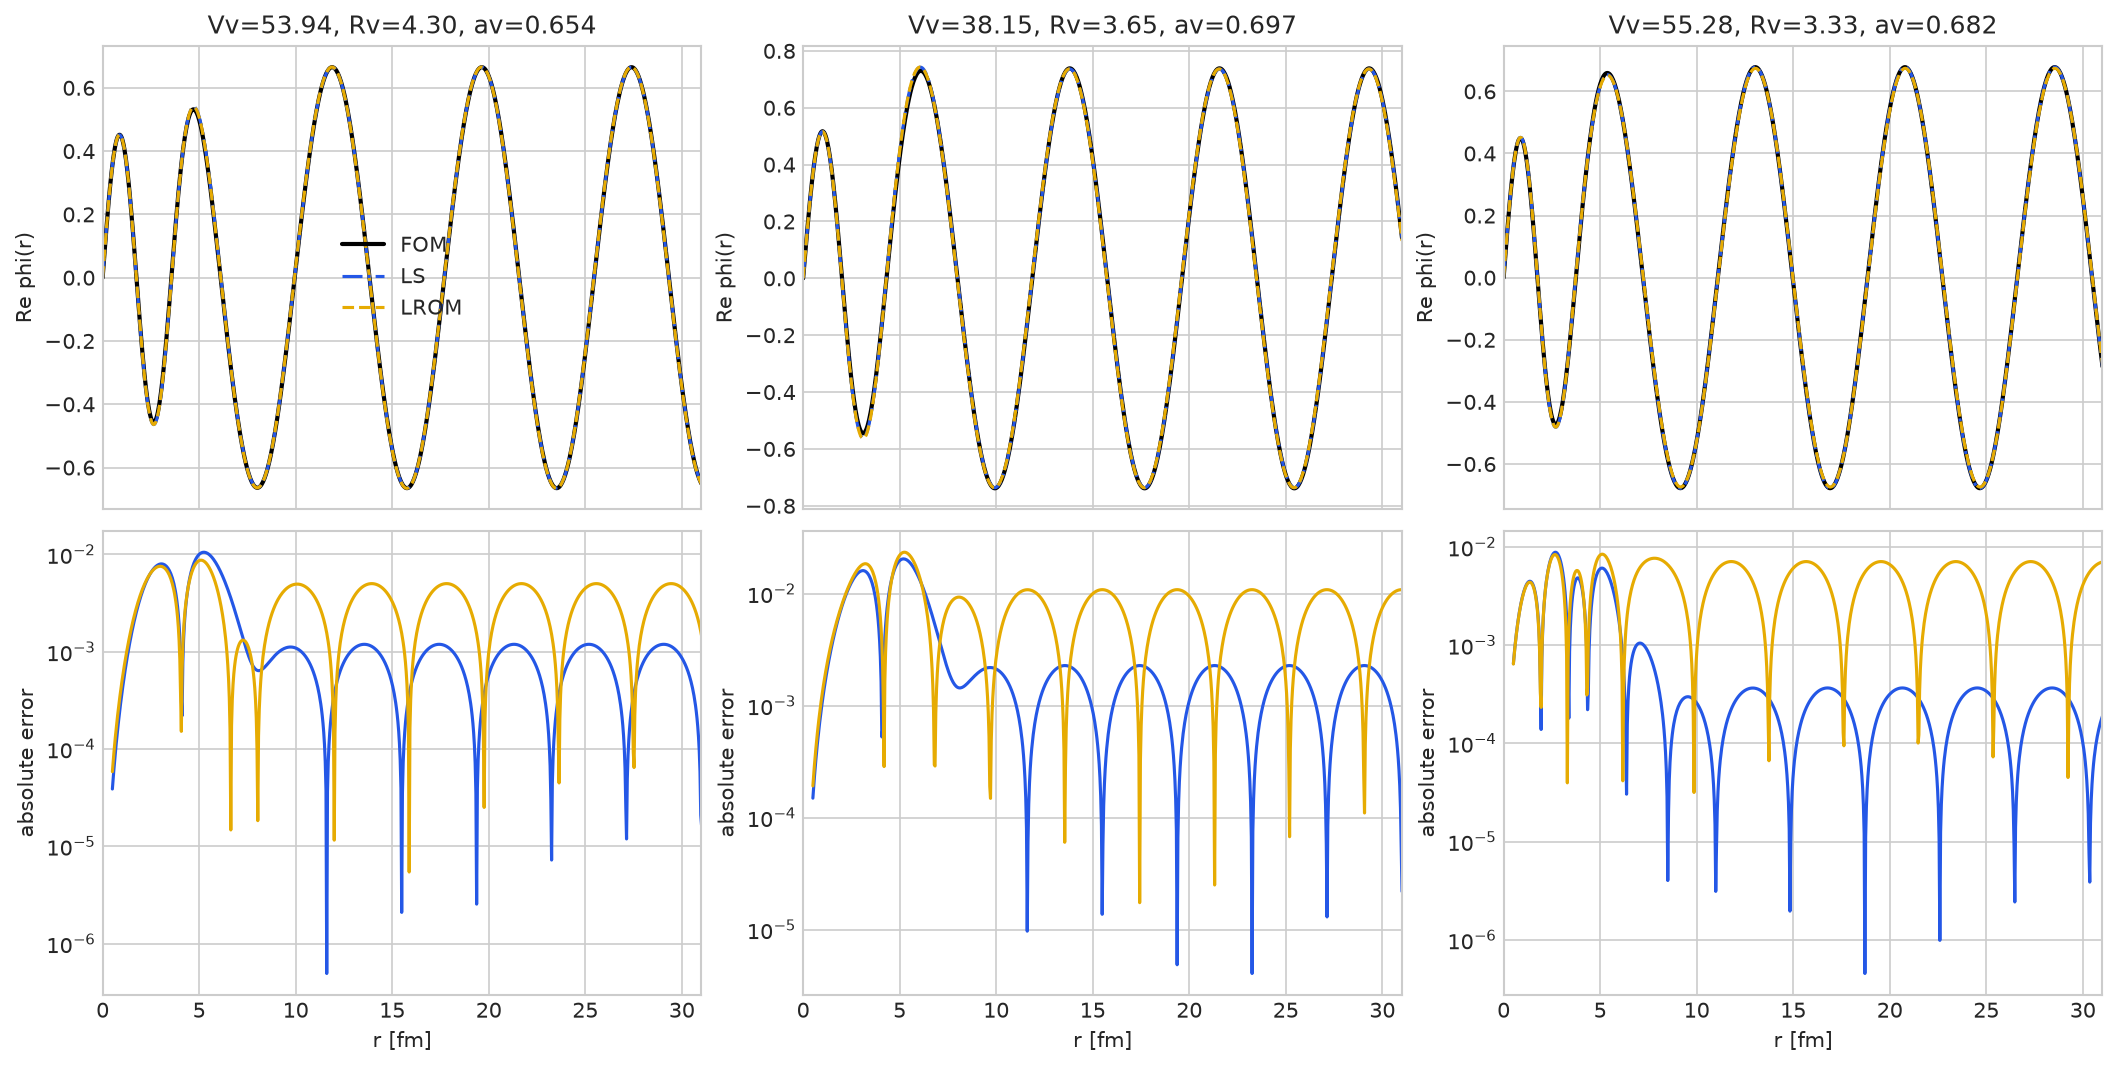 Vv=53.94, Rv=4.30, av=0.654
Vv=38.15, Rv=3.65, av=0.697
Vv=55.28, Rv=3.33, av=0.682
Re phi(r)
0.6
0.4
0.2
0.0
−0.2
−0.4
−0.6
FOM
LS
LROM
Re phi(r)
0.8
0.6
0.4
0.2
0.0
−0.2
−0.4
−0.6
−0.8
Re phi(r)
0.6
0.4
0.2
0.0
−0.2
−0.4
−0.6
absolute error
10⁻²
10⁻³
10⁻⁴
10⁻⁵
10⁻⁶
0 5 10 15 20 25 30
r [fm]
absolute error
10⁻²
10⁻³
10⁻⁴
10⁻⁵
0 5 10 15 20 25 30
r [fm]
absolute error
10⁻²
10⁻³
10⁻⁴
10⁻⁵
10⁻⁶
0 5 10 15 20 25 30
r [fm]